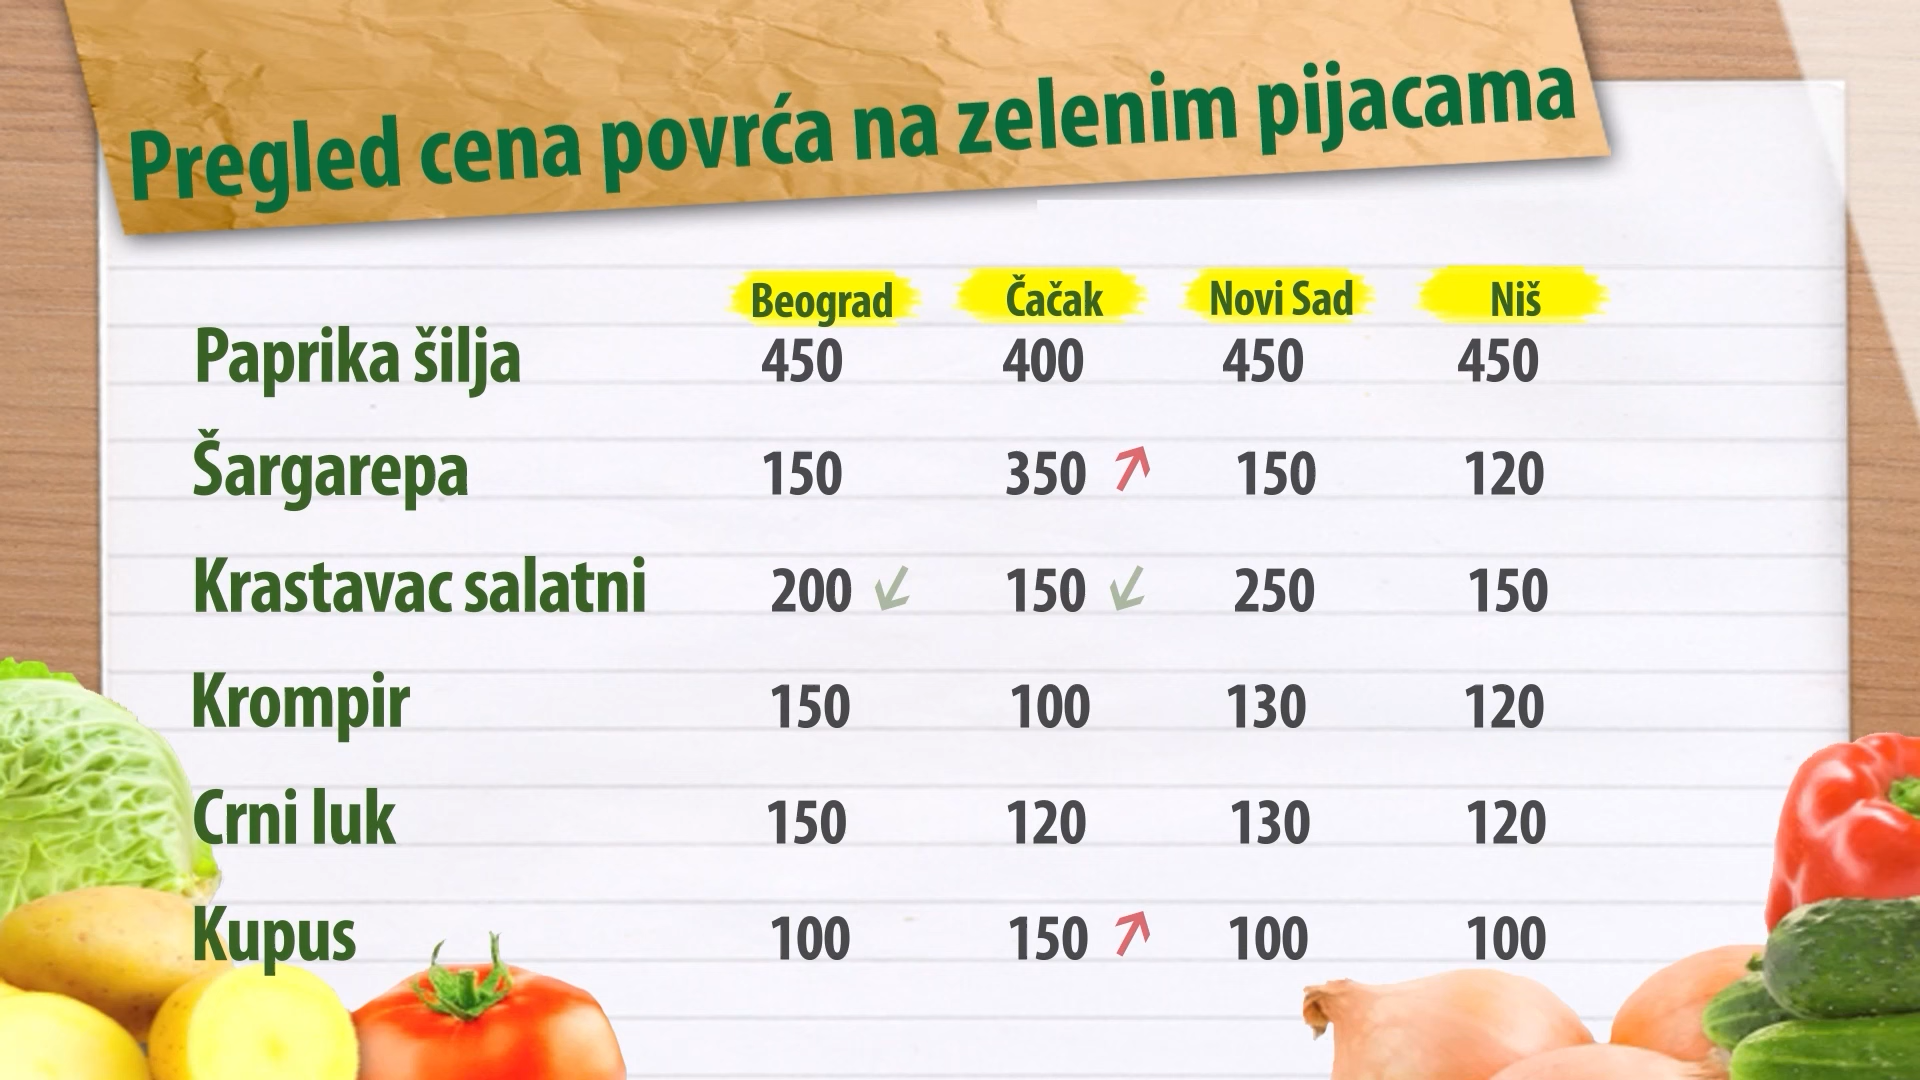 Pregled cena povrća na zelenim pijacama
Beograd Čačak Novi Sad Niš
Paprika šilja 450 400 450 450
Šargarepa 150 350 150 120
Krastavac salatni 200 150 250 150
Krompir 150 100 130 120
Crni luk 150 120 130 120
Kupus 100 150 100 100